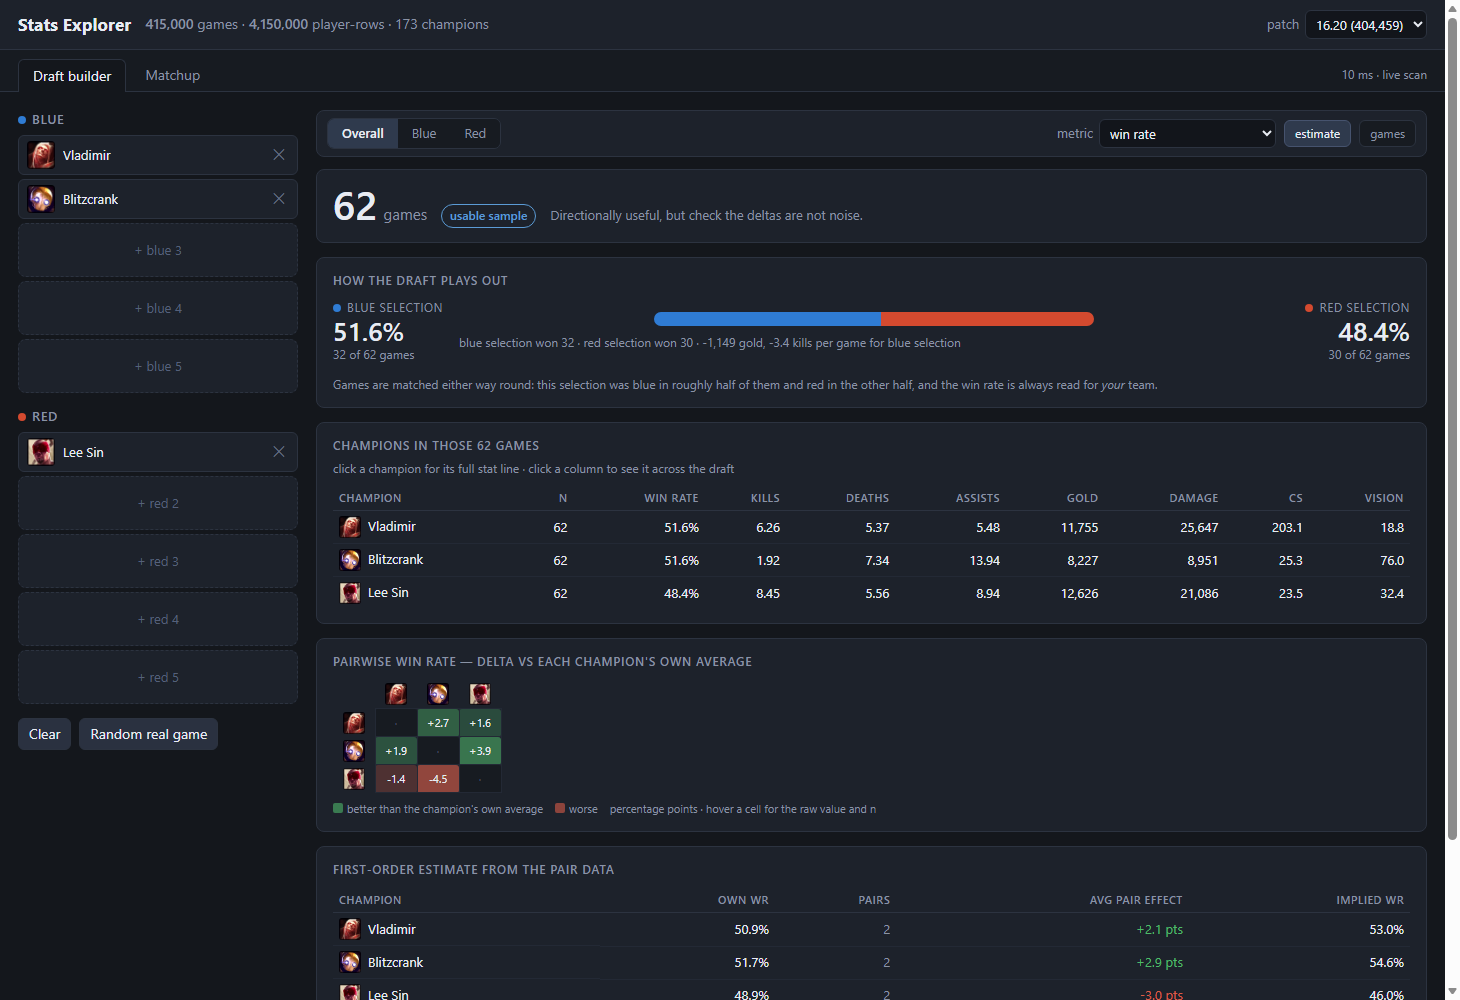 Stats Explorer 415,000 games · 4,150,000 player-rows · 173 champions patch 16.20 (404,459)
Draft builder Matchup 10 ms · live scan
BLUE
Vladimir
Blitzcrank
+ blue 3
+ blue 4
+ blue 5
RED
Lee Sin
+ red 2
+ red 3
+ red 4
+ red 5
Clear Random real game
Overall Blue Red metric win rate estimate games
62 games usable sample Directionally useful, but check the deltas are not noise.
HOW THE DRAFT PLAYS OUT
BLUE SELECTION RED SELECTION
51.6% 48.4%
blue selection won 32 · red selection won 30 · -1,149 gold, -3.4 kills per game for blue selection
32 of 62 games 30 of 62 games
Games are matched either way round: this selection was blue in roughly half of them and red in the other half, and the win rate is always read for your team.
CHAMPIONS IN THOSE 62 GAMES
click a champion for its full stat line · click a column to see it across the draft
CHAMPION N WIN RATE KILLS DEATHS ASSISTS GOLD DAMAGE CS VISION
Vladimir 62 51.6% 6.26 5.37 5.48 11,755 25,647 203.1 18.8
Blitzcrank 62 51.6% 1.92 7.34 13.94 8,227 8,951 25.3 76.0
Lee Sin 62 48.4% 8.45 5.56 8.94 12,626 21,086 23.5 32.4
PAIRWISE WIN RATE — DELTA VS EACH CHAMPION'S OWN AVERAGE
· +2.7 +1.6
+1.9 · +3.9
-1.4 -4.5 ·
better than the champion's own average worse percentage points · hover a cell for the raw value and n
FIRST-ORDER ESTIMATE FROM THE PAIR DATA
CHAMPION OWN WR PAIRS AVG PAIR EFFECT IMPLIED WR
Vladimir 50.9% 2 +2.1 pts 53.0%
Blitzcrank 51.7% 2 +2.9 pts 54.6%
Lee Sin 48.9% 2 -3.0 pts 46.0%